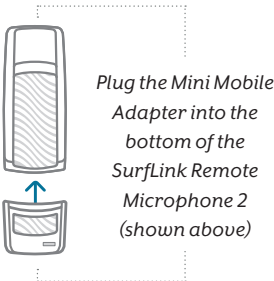 Plug the Mini Mobile
Adapter into the
bottom of the
SurfLink Remote
Microphone 2
(shown above)